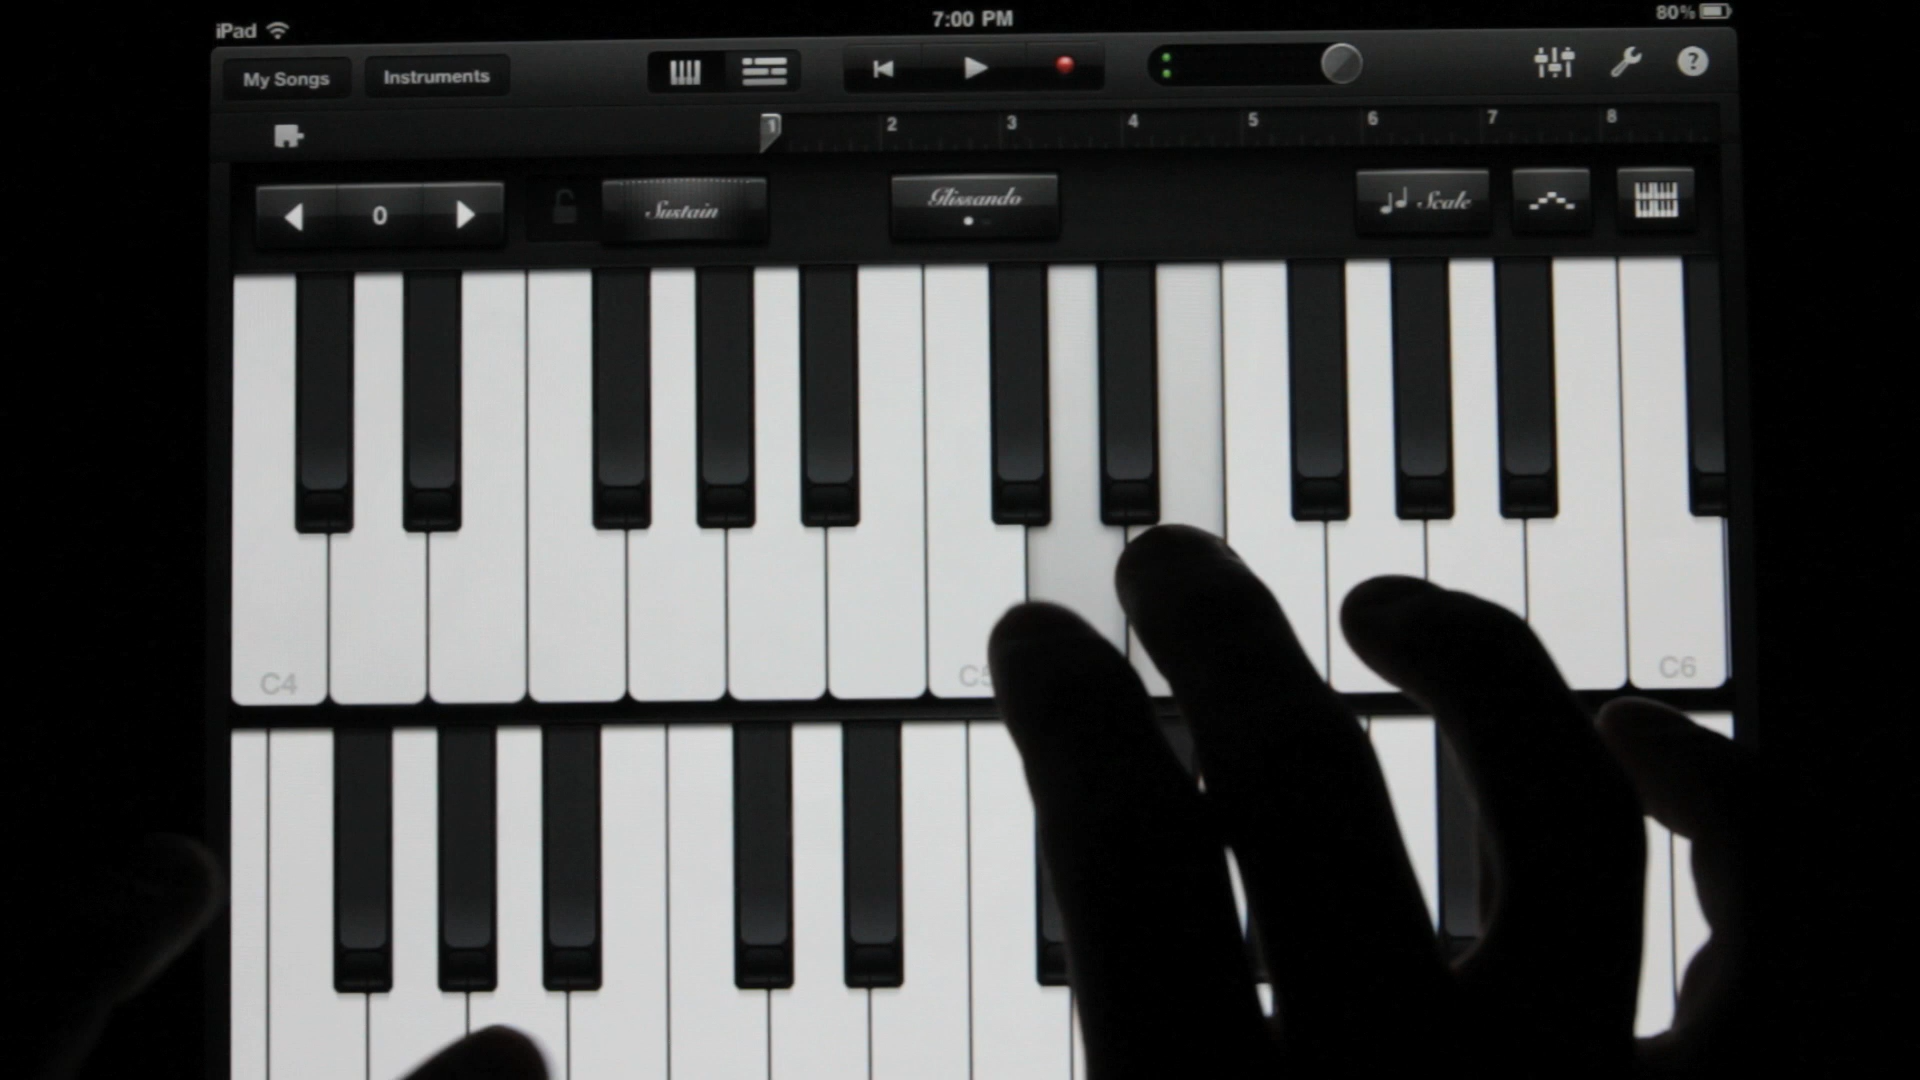 iPad 7:00 PM 80%
My Songs Instruments ?
1 2 3 4 5 6 7 8
0 Sustain Glissando Scale
C4 C5 C6